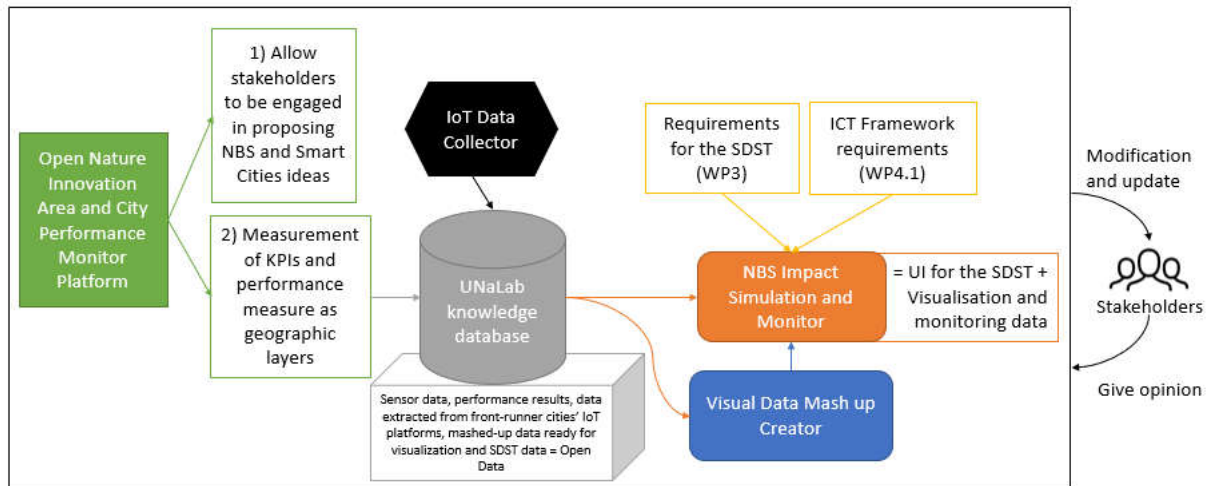 Open Nature
Innovation
Area and City
Performance
Monitor
Platform
1) Allow
stakeholders
to be engaged
in proposing
NBS and Smart
Cities ideas
2) Measurement
of KPIs and
performance
measure as
geographic
layers
IoT Data
Collector
UNaLab
knowledge
database
Sensor data, performance results, data
extracted from front-runner cities' IoT
platforms, mashed-up data ready for
visualization and SDST data = Open
Data
Requirements
for the SDST
(WP3)
ICT Framework
requirements
(WP4.1)
NBS Impact
Simulation and
Monitor
= UI for the SDST +
Visualisation and
monitoring data
Visual Data Mash up
Creator
Modification
and update
Stakeholders
Give opinion